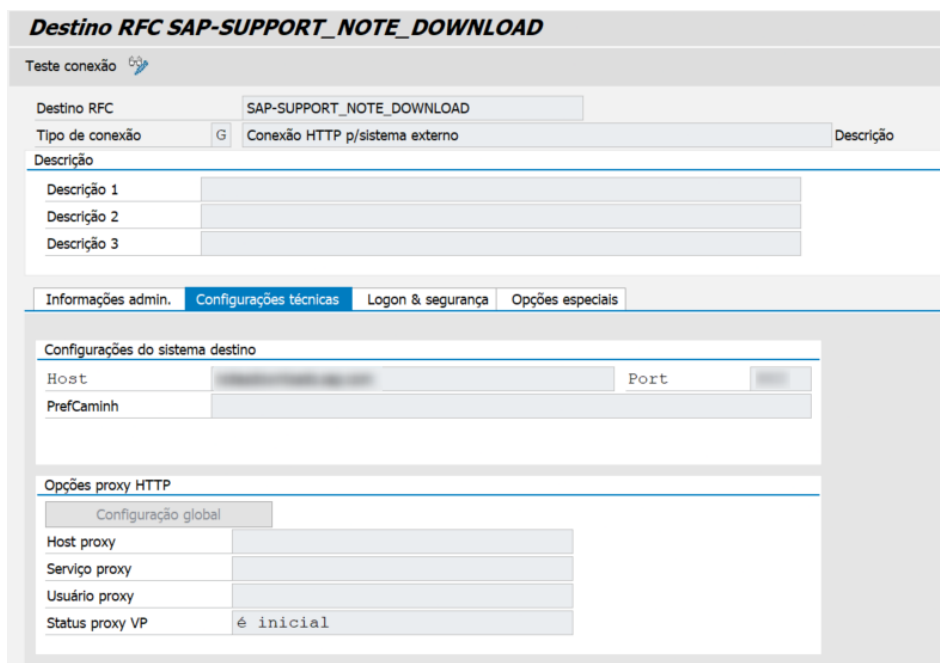 Destino RFC SAP-SUPPORT_NOTE_DOWNLOAD
Teste conexão
Destino RFC SAP-SUPPORT_NOTE_DOWNLOAD
Tipo de conexão G Conexão HTTP p/sistema externo Descrição
Descrição
Descrição 1
Descrição 2
Descrição 3
Informações admin. Configurações técnicas Logon & segurança Opções especiais
Configurações do sistema destino
Host Port
PrefCaminh
Opções proxy HTTP
Configuração global
Host proxy
Serviço proxy
Usuário proxy
Status proxy VP é inicial